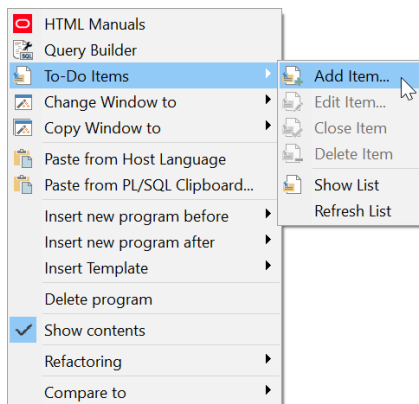 HTML Manuals
Query Builder
To-Do Items
Change Window to
Copy Window to
Paste from Host Language
Paste from PL/SQL Clipboard...
Insert new program before
Insert new program after
Insert Template
Delete program
Show contents
Refactoring
Compare to
Add Item...
Edit Item...
Close Item
Delete Item
Show List
Refresh List